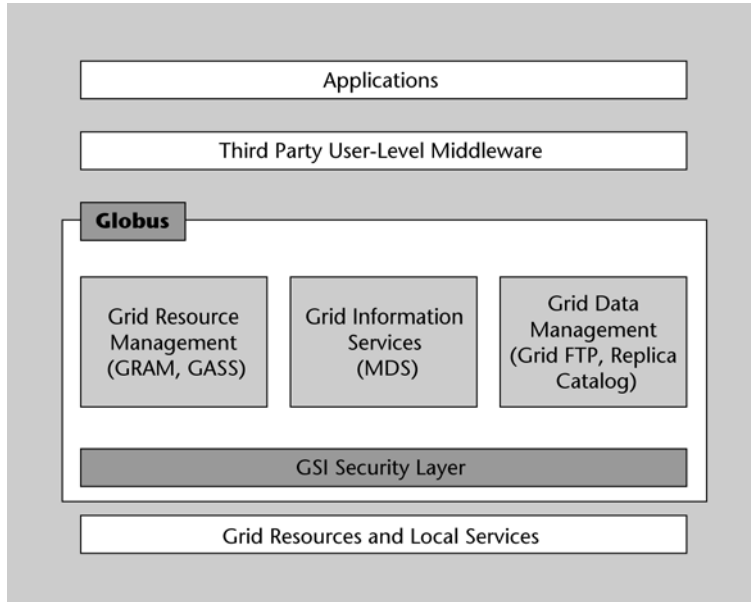 Applications
Third Party User-Level Middleware
Globus
Grid Resource
Management
(GRAM, GASS)
Grid Information
Services
(MDS)
Grid Data
Management
(Grid FTP, Replica
Catalog)
GSI Security Layer
Grid Resources and Local Services